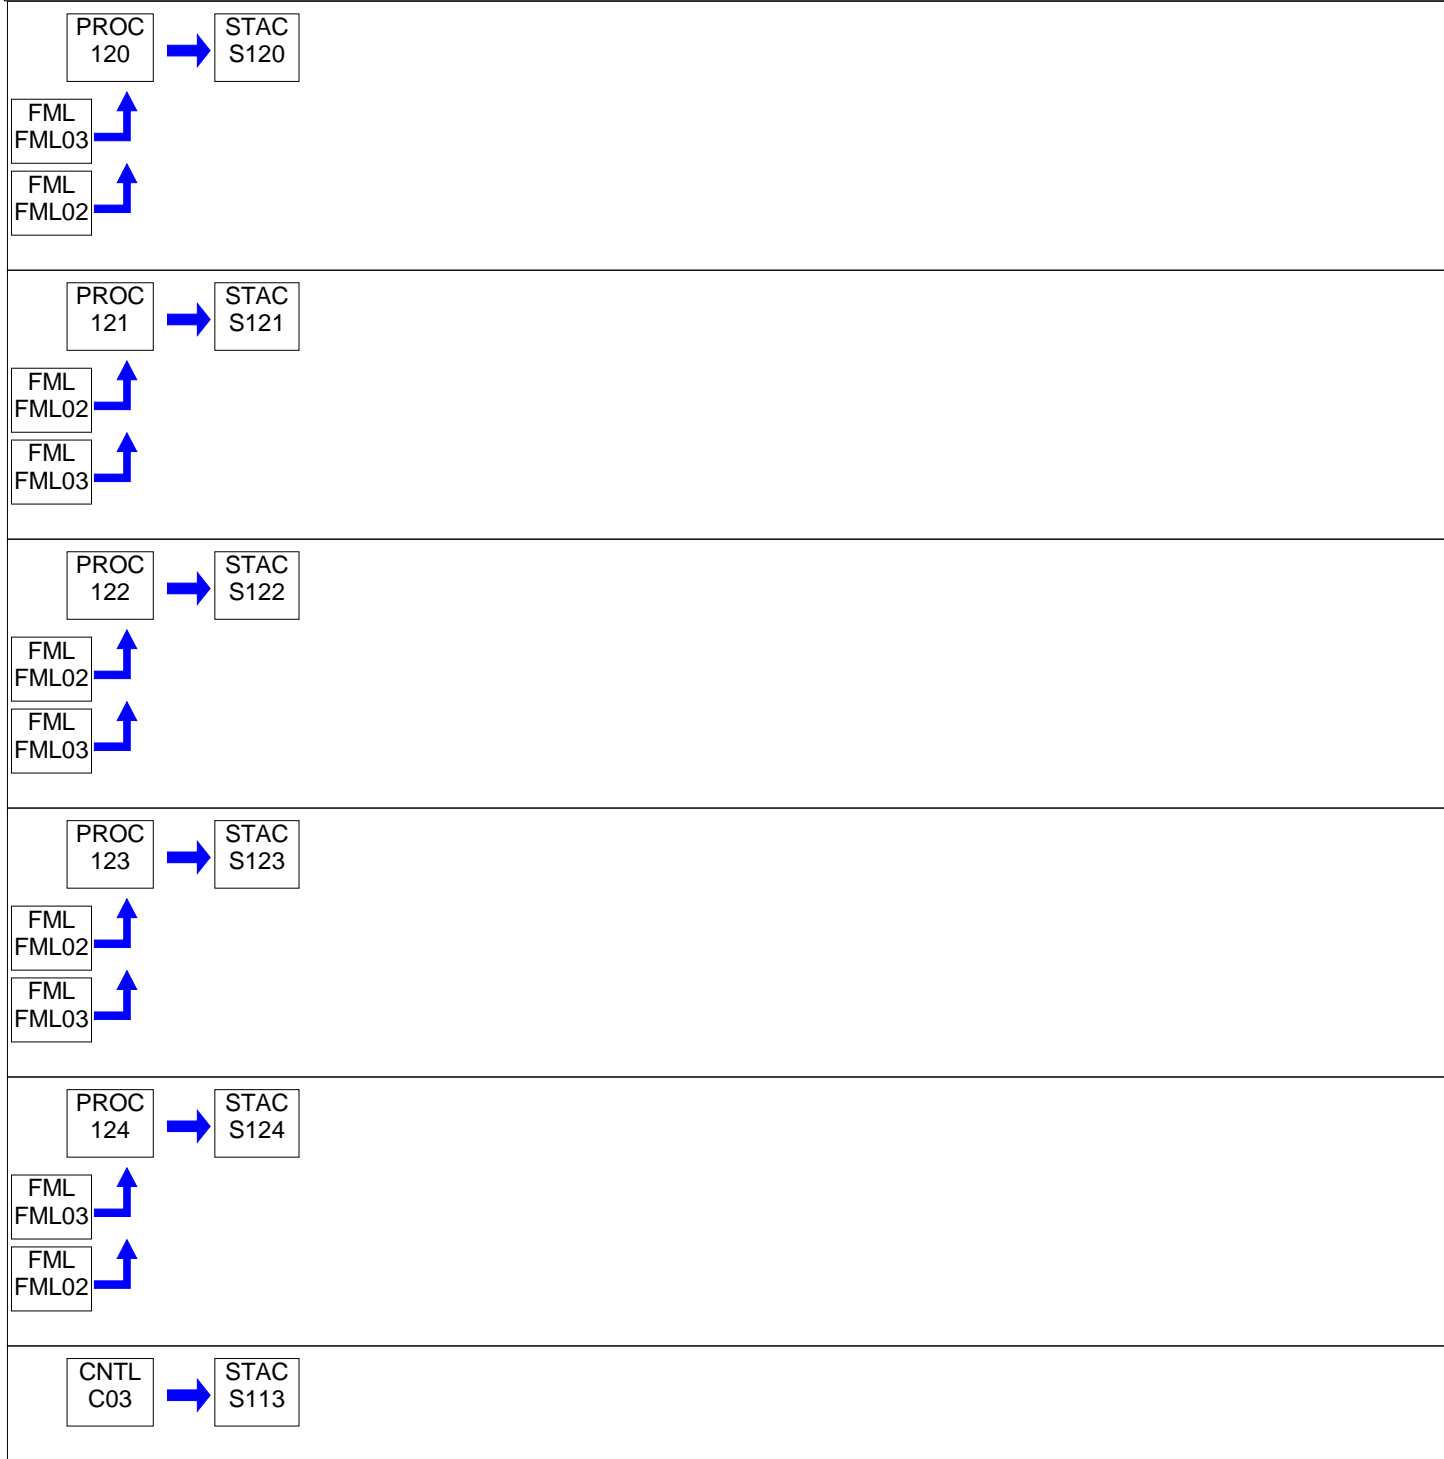 PROC
120
STAC
S120
FML
FML03
FML
FML02
PROC
121
STAC
S121
FML
FML02
FML
FML03
PROC
122
STAC
S122
FML
FML02
FML
FML03
PROC
123
STAC
S123
FML
FML02
FML
FML03
PROC
124
STAC
S124
FML
FML03
FML
FML02
CNTL
C03
STAC
S113